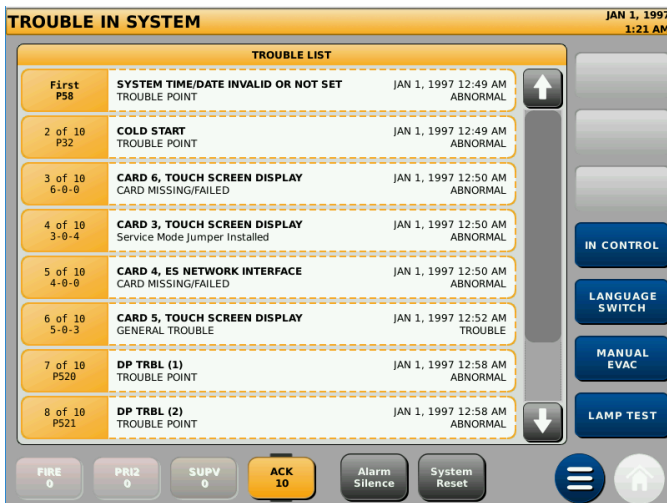 TROUBLE IN SYSTEM
JAN 1, 1997
1:21 AM
TROUBLE LIST
First
P58
SYSTEM TIME/DATE INVALID OR NOT SET
TROUBLE POINT
JAN 1, 1997 12:49 AM
ABNORMAL
2 of 10
P32
COLD START
TROUBLE POINT
JAN 1, 1997 12:49 AM
ABNORMAL
3 of 10
6-0-0
CARD 6, TOUCH SCREEN DISPLAY
CARD MISSING/FAILED
JAN 1, 1997 12:50 AM
ABNORMAL
4 of 10
3-0-4
CARD 3, TOUCH SCREEN DISPLAY
Service Mode Jumper Installed
JAN 1, 1997 12:50 AM
ABNORMAL
5 of 10
4-0-0
CARD 4, ES NETWORK INTERFACE
CARD MISSING/FAILED
JAN 1, 1997 12:50 AM
ABNORMAL
6 of 10
5-0-3
CARD 5, TOUCH SCREEN DISPLAY
GENERAL TROUBLE
JAN 1, 1997 12:52 AM
TROUBLE
7 of 10
P520
DP TRBL (1)
TROUBLE POINT
JAN 1, 1997 12:58 AM
ABNORMAL
8 of 10
P521
DP TRBL (2)
TROUBLE POINT
JAN 1, 1997 12:58 AM
ABNORMAL
IN CONTROL
LANGUAGE
SWITCH
MANUAL
EVAC
LAMP TEST
FIRE
0
PRI2
0
SUPV
0
ACK
10
Alarm
Silence
System
Reset